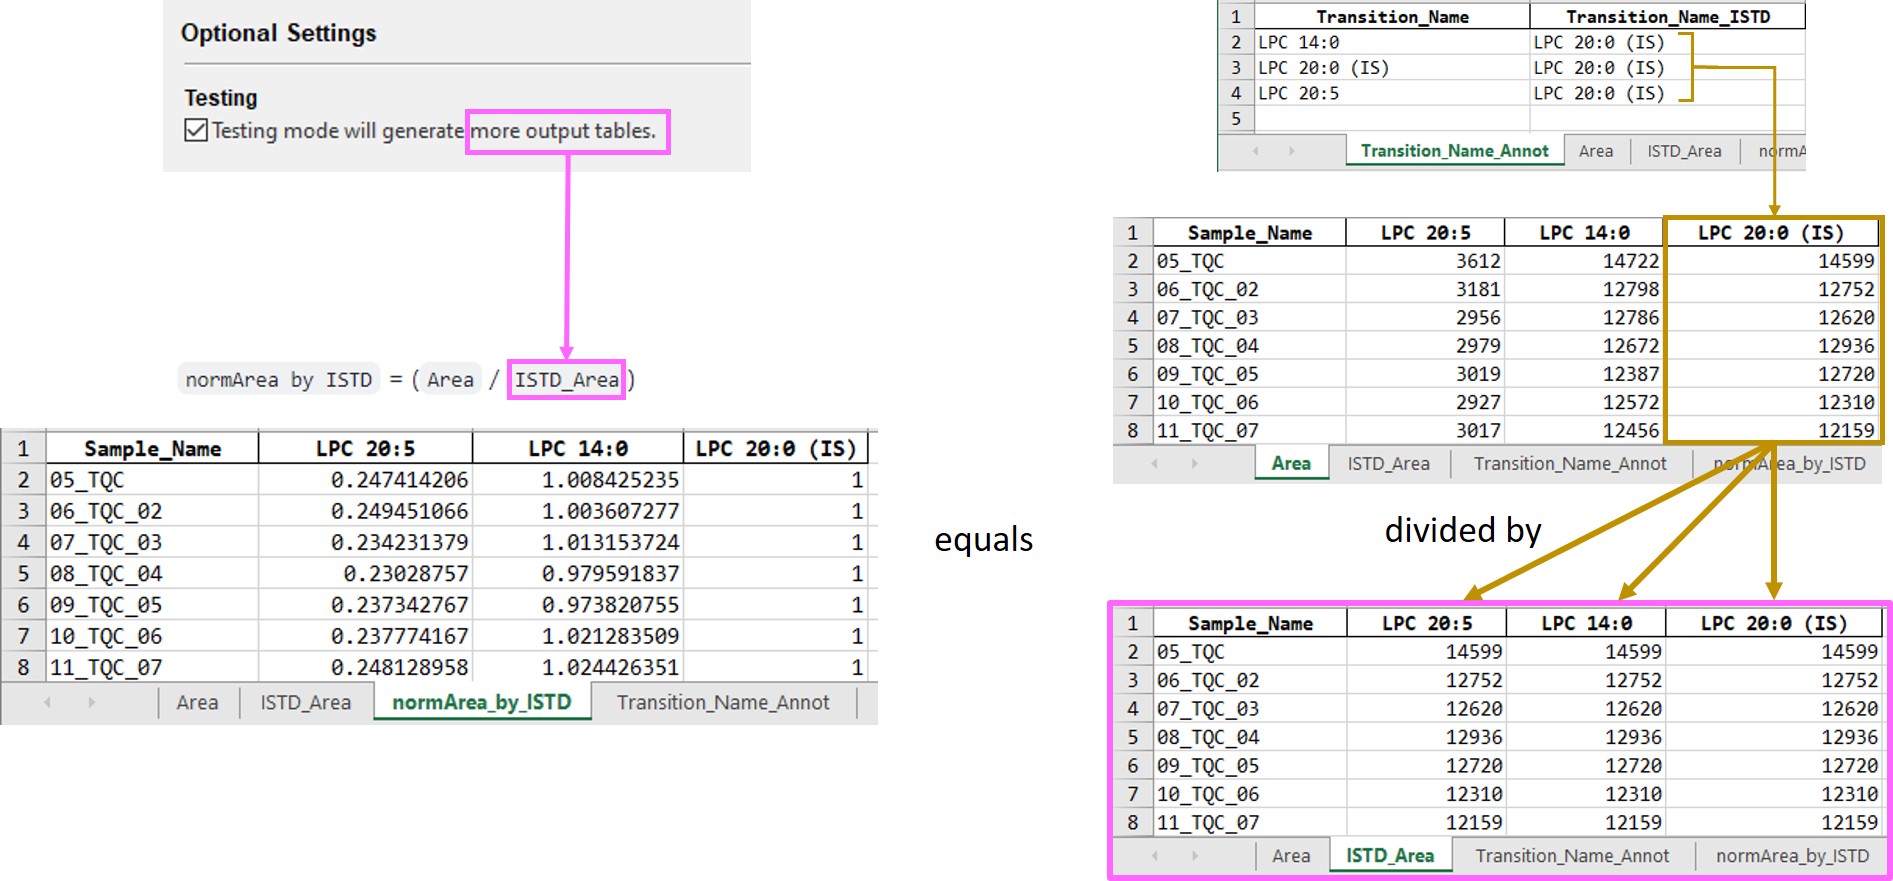 Optional Settings
Testing
Testing mode will generate more output tables.
normArea by ISTD = ( Area / ISTD_Area )
1 Sample_Name LPC 20:5 LPC 14:0 LPC 20:0 (IS)
2 05_TQC 0.247414206 1.008425235 1
3 06_TQC_02 0.249451066 1.003607277 1
4 07_TQC_03 0.234231379 1.013153724 1
5 08_TQC_04 0.23028757 0.979591837 1
6 09_TQC_05 0.237342767 0.973820755 1
7 10_TQC_06 0.237774167 1.021283509 1
8 11_TQC_07 0.248128958 1.024426351 1
Area ISTD_Area normArea_by_ISTD Transition_Name_Annot
equals
1 Transition_Name Transition_Name_ISTD
2 LPC 14:0 LPC 20:0 (IS)
3 LPC 20:0 (IS) LPC 20:0 (IS)
4 LPC 20:5 LPC 20:0 (IS)
5
Transition_Name_Annot Area ISTD_Area normA
1 Sample_Name LPC 20:5 LPC 14:0 LPC 20:0 (IS)
2 05_TQC 3612 14722 14599
3 06_TQC_02 3181 12798 12752
4 07_TQC_03 2956 12786 12620
5 08_TQC_04 2979 12672 12936
6 09_TQC_05 3019 12387 12720
7 10_TQC_06 2927 12572 12310
8 11_TQC_07 3017 12456 12159
Area ISTD_Area Transition_Name_Annot normArea_by_ISTD
divided by
1 Sample_Name LPC 20:5 LPC 14:0 LPC 20:0 (IS)
2 05_TQC 14599 14599 14599
3 06_TQC_02 12752 12752 12752
4 07_TQC_03 12620 12620 12620
5 08_TQC_04 12936 12936 12936
6 09_TQC_05 12720 12720 12720
7 10_TQC_06 12310 12310 12310
8 11_TQC_07 12159 12159 12159
Area ISTD_Area Transition_Name_Annot normArea_by_ISTD